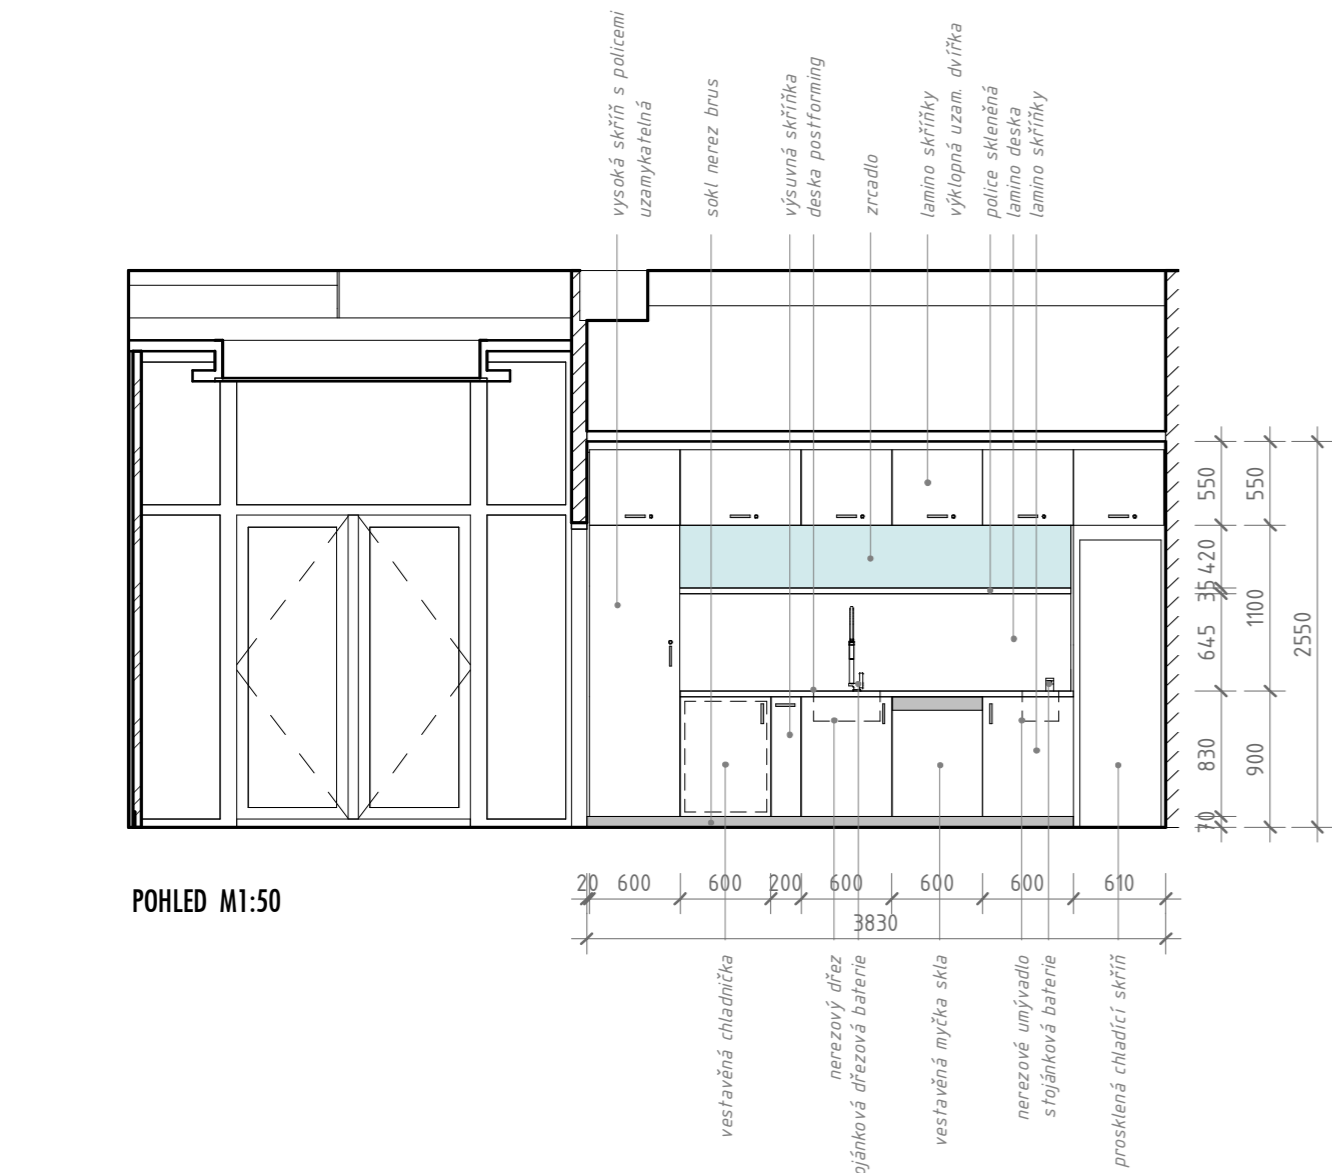 vysoká skříň s policemi
uzamykatelná
sokl nerez brus
výsuvná skříňka
deska postforming
zrcadlo
lamino skříňky
výklopná uzam. dvířka
police skleněná
lamino deska
lamino skříňky
550
420
35
645
830
70
550
1100
900
2550
POHLED M1:50
20 600 600 200 600 600 600 610
3830
vestavěná chladnička
nerezový dřez
ojánková dřezová baterie
vestavěná myčka skla
nerezové umývadlo
stojánková baterie
prosklená chladící skříň